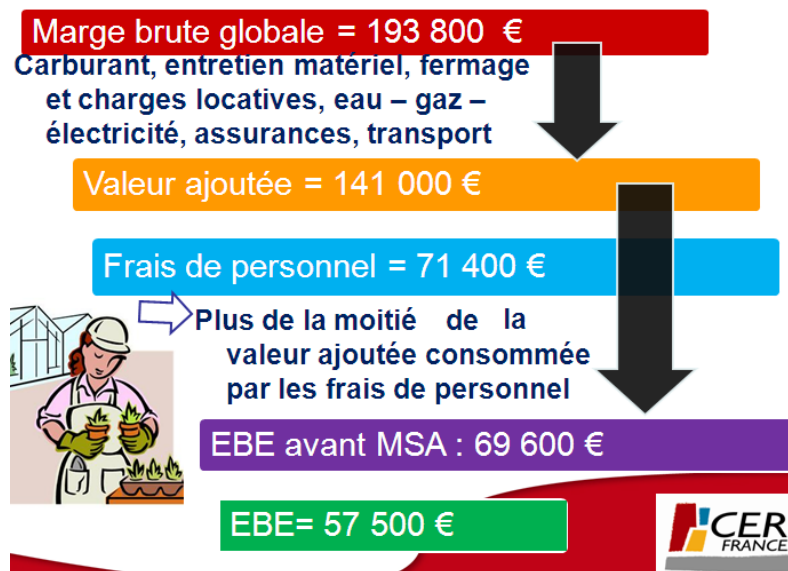 Marge brute globale = 193 800 €
Carburant, entretien matériel, fermage
et charges locatives, eau – gaz –
électricité, assurances, transport
Valeur ajoutée = 141 000 €
Frais de personnel = 71 400 €
Plus de la moitié de la
valeur ajoutée consommée
par les frais de personnel
EBE avant MSA : 69 600 €
EBE= 57 500 €
CER
FRANCE